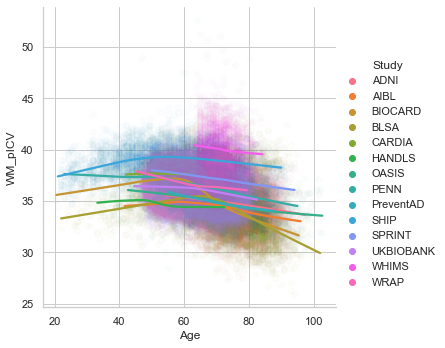 50
45
40
35
30
25
WM_pICV
20
40
60
80
100
Age
Study
ADNI
AIBL
BIOCARD
BLSA
CARDIA
HANDLS
OASIS
PENN
PreventAD
SHIP
SPRINT
UKBIOBANK
WHIMS
WRAP